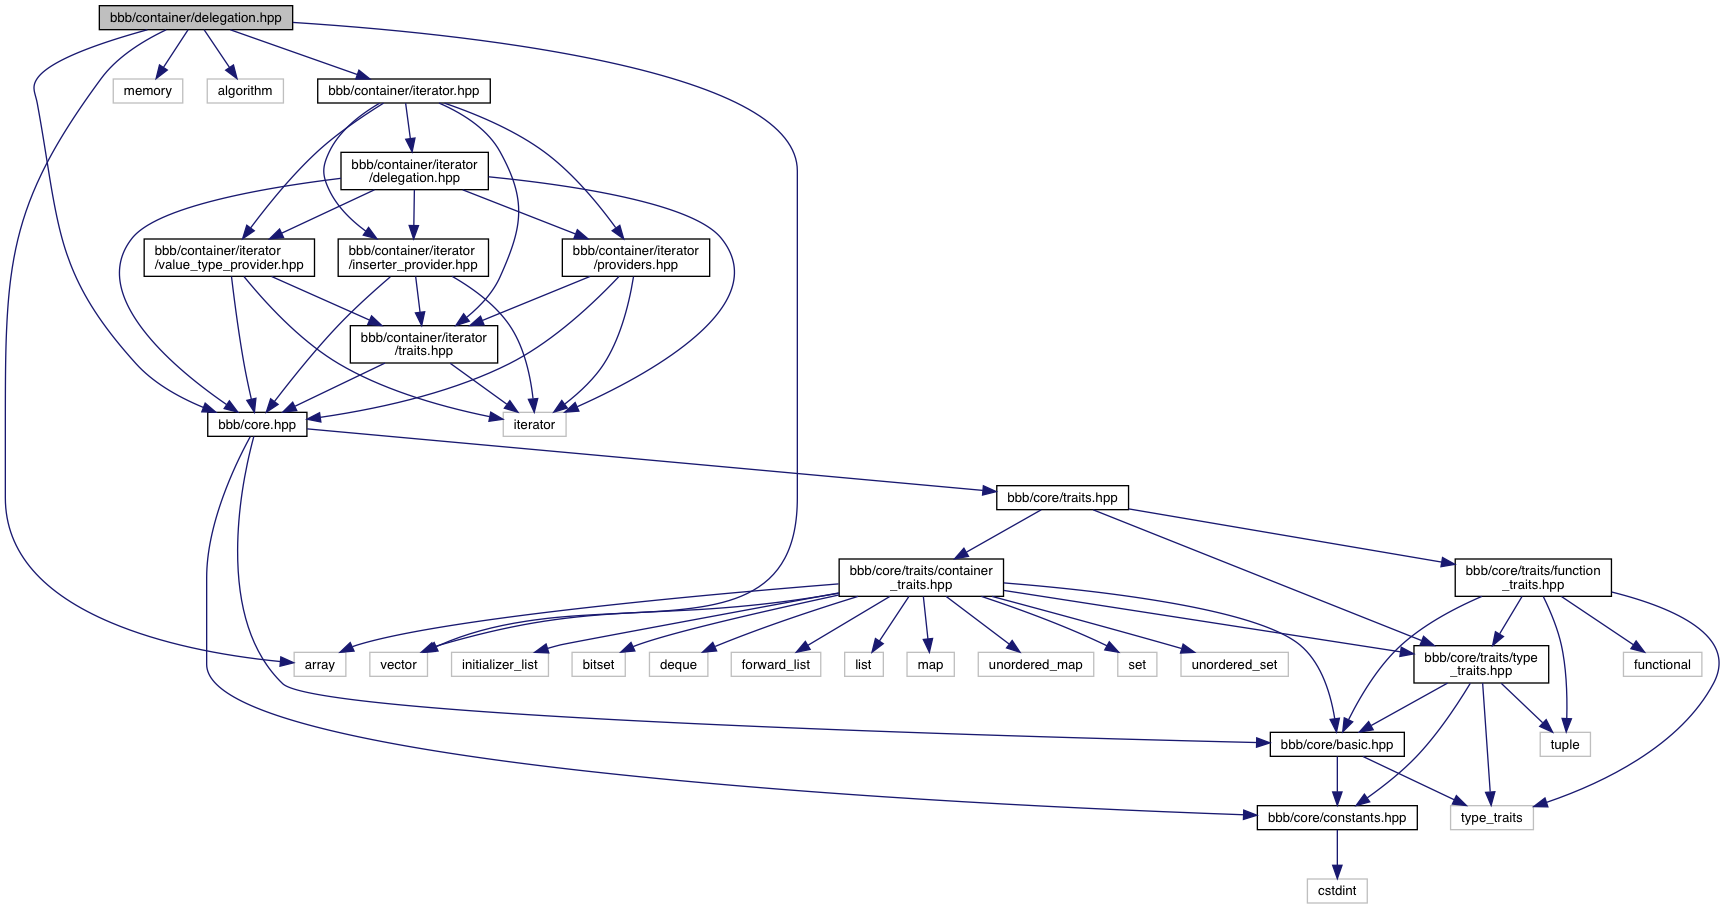 bbb/container/delegation.hpp
memory
algorithm
bbb/container/iterator.hpp
bbb/container/iterator
/delegation.hpp
bbb/container/iterator
/value_type_provider.hpp
bbb/container/iterator
/inserter_provider.hpp
bbb/container/iterator
/providers.hpp
bbb/container/iterator
/traits.hpp
bbb/core.hpp
iterator
bbb/core/traits.hpp
bbb/core/traits/container
_traits.hpp
bbb/core/traits/function
_traits.hpp
array
vector
initializer_list
bitset
deque
forward_list
list
map
unordered_map
set
unordered_set
bbb/core/traits/type
_traits.hpp
functional
bbb/core/basic.hpp
tuple
bbb/core/constants.hpp
type_traits
cstdint